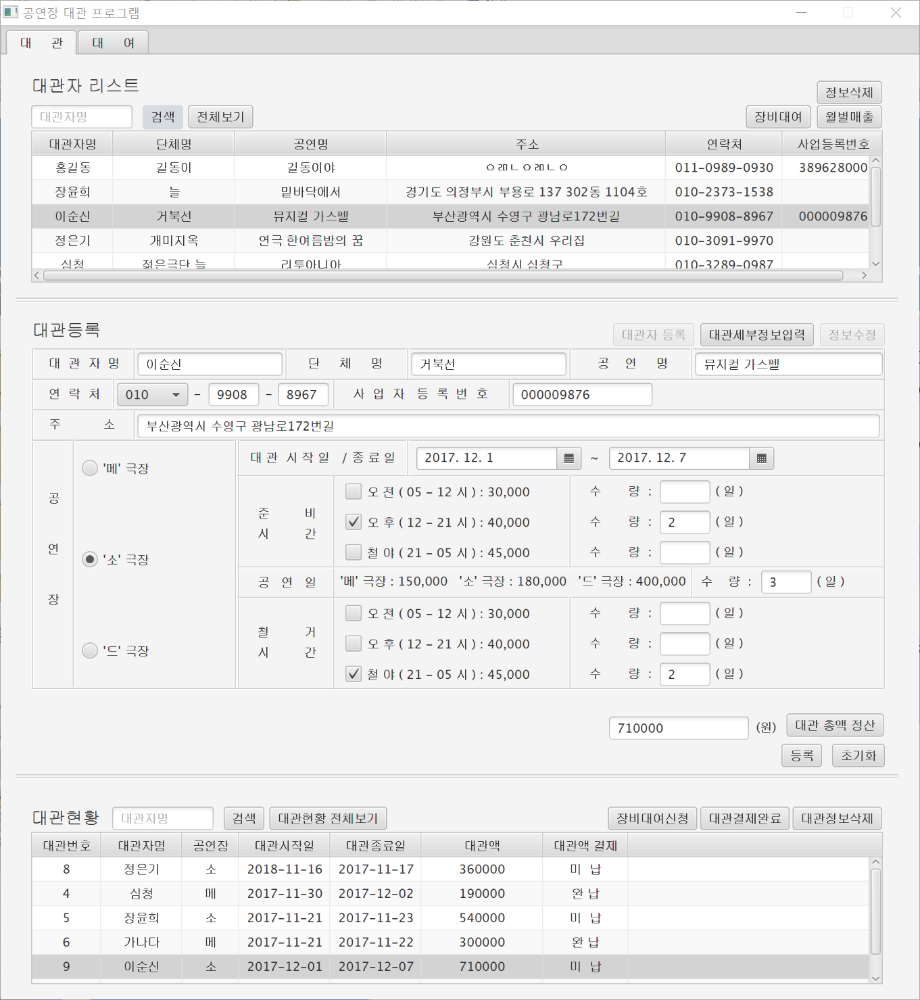 공연장 대관 프로그램
대 관 대 여
대관자 리스트
정보삭제
대관자명 검색 전체보기 장비대여 월별매출
대관자명 단체명 공연명 주소 연락처 사업등록번호
홍길동 길동이 길동이야 ㅇㄻㄴㅇㄻㄴㅇ 011-0989-0930 389628000
장윤희 늘 밑바닥에서 경기도 의정부시 부용로 137 302동 1104호 010-2373-1538
이순신 거북선 뮤지컬 가스펠 부산광역시 수영구 광남로172번길 010-9908-8967 000009876
정은기 개미지옥 연극 한여름밤의 꿈 강원도 춘천시 우리집 010-3091-9970
심청 젊은극단 늘 리투아니아 심청시 심청구 010-3289-0987
대관등록 대관자 등록 대관세부정보입력 정보수정
대 관 자 명 이순신 단 체 명 거북선 공 연 명 뮤지컬 가스펠
연 락 처 010 - 9908 - 8967 사 업 자 등 록 번 호 000009876
주 소 부산광역시 수영구 광남로172번길
공 연 장
'메' 극장
'소' 극장
'드' 극장
대 관 시 작 일 / 종 료 일 2017. 12. 1 ~ 2017. 12. 7
준 비
시 간
오 전 ( 05 - 12 시 ) : 30,000 수 량 : ( 일 )
오 후 ( 12 - 21 시 ) : 40,000 수 량 : 2 ( 일 )
철 야 ( 21 - 05 시 ) : 45,000 수 량 : ( 일 )
공 연 일 '메' 극장 : 150,000 '소' 극장 : 180,000 '드' 극장 : 400,000 수 량 : 3 ( 일 )
철 거
시 간
오 전 ( 05 - 12 시 ) : 30,000 수 량 : ( 일 )
오 후 ( 12 - 21 시 ) : 40,000 수 량 : ( 일 )
철 야 ( 21 - 05 시 ) : 45,000 수 량 : 2 ( 일 )
710000 (원) 대관 총액 정산
등록 초기화
대관현황 대관자명 검색 대관현황 전체보기 장비대여신청 대관결제완료 대관정보삭제
대관번호 대관자명 공연장 대관시작일 대관종료일 대관액 대관액 결제
8 정은기 소 2018-11-16 2017-11-17 360000 미 납
4 심청 메 2017-11-30 2017-12-02 190000 완 납
5 장윤희 소 2017-11-21 2017-11-23 540000 미 납
6 가나다 메 2017-11-21 2017-11-22 300000 완 납
9 이순신 소 2017-12-01 2017-12-07 710000 미 납